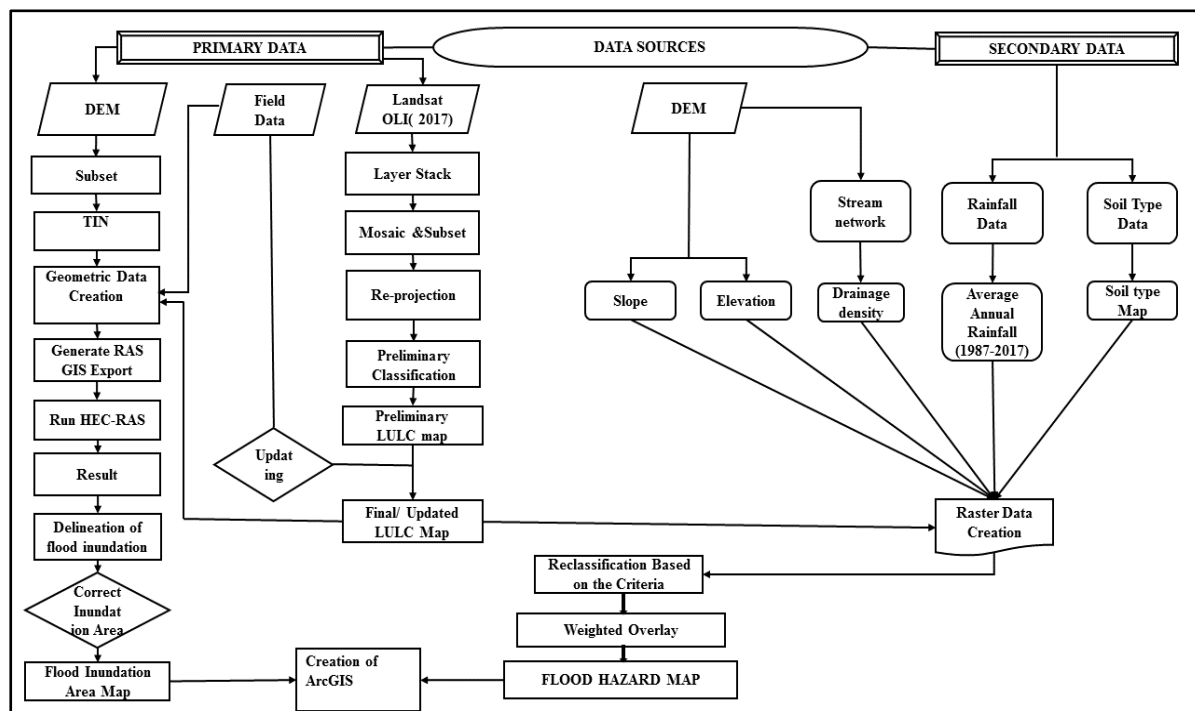 PRIMARY DATA
DATA SOURCES
SECONDARY DATA
DEM
Field
Data
Landsat
OLI( 2017)
DEM
Subset
Layer Stack
Stream
network
Rainfall
Data
Soil Type
Data
TIN
Mosaic &Subset
Geometric Data
Creation
Re-projection
Slope
Elevation
Drainage
density
Average
Annual
Rainfall
(1987-2017)
Soil type
Map
Generate RAS
GIS Export
Preliminary
Classification
Run HEC-RAS
Preliminary
LULC map
Result
Updat
ing
Delineation of
flood inundation
Final/ Updated
LULC Map
Raster Data
Creation
Correct
Inundat
ion Area
Reclassification Based
on the Criteria
Weighted Overlay
Flood Inundation
Area Map
Creation of
ArcGIS
FLOOD HAZARD MAP